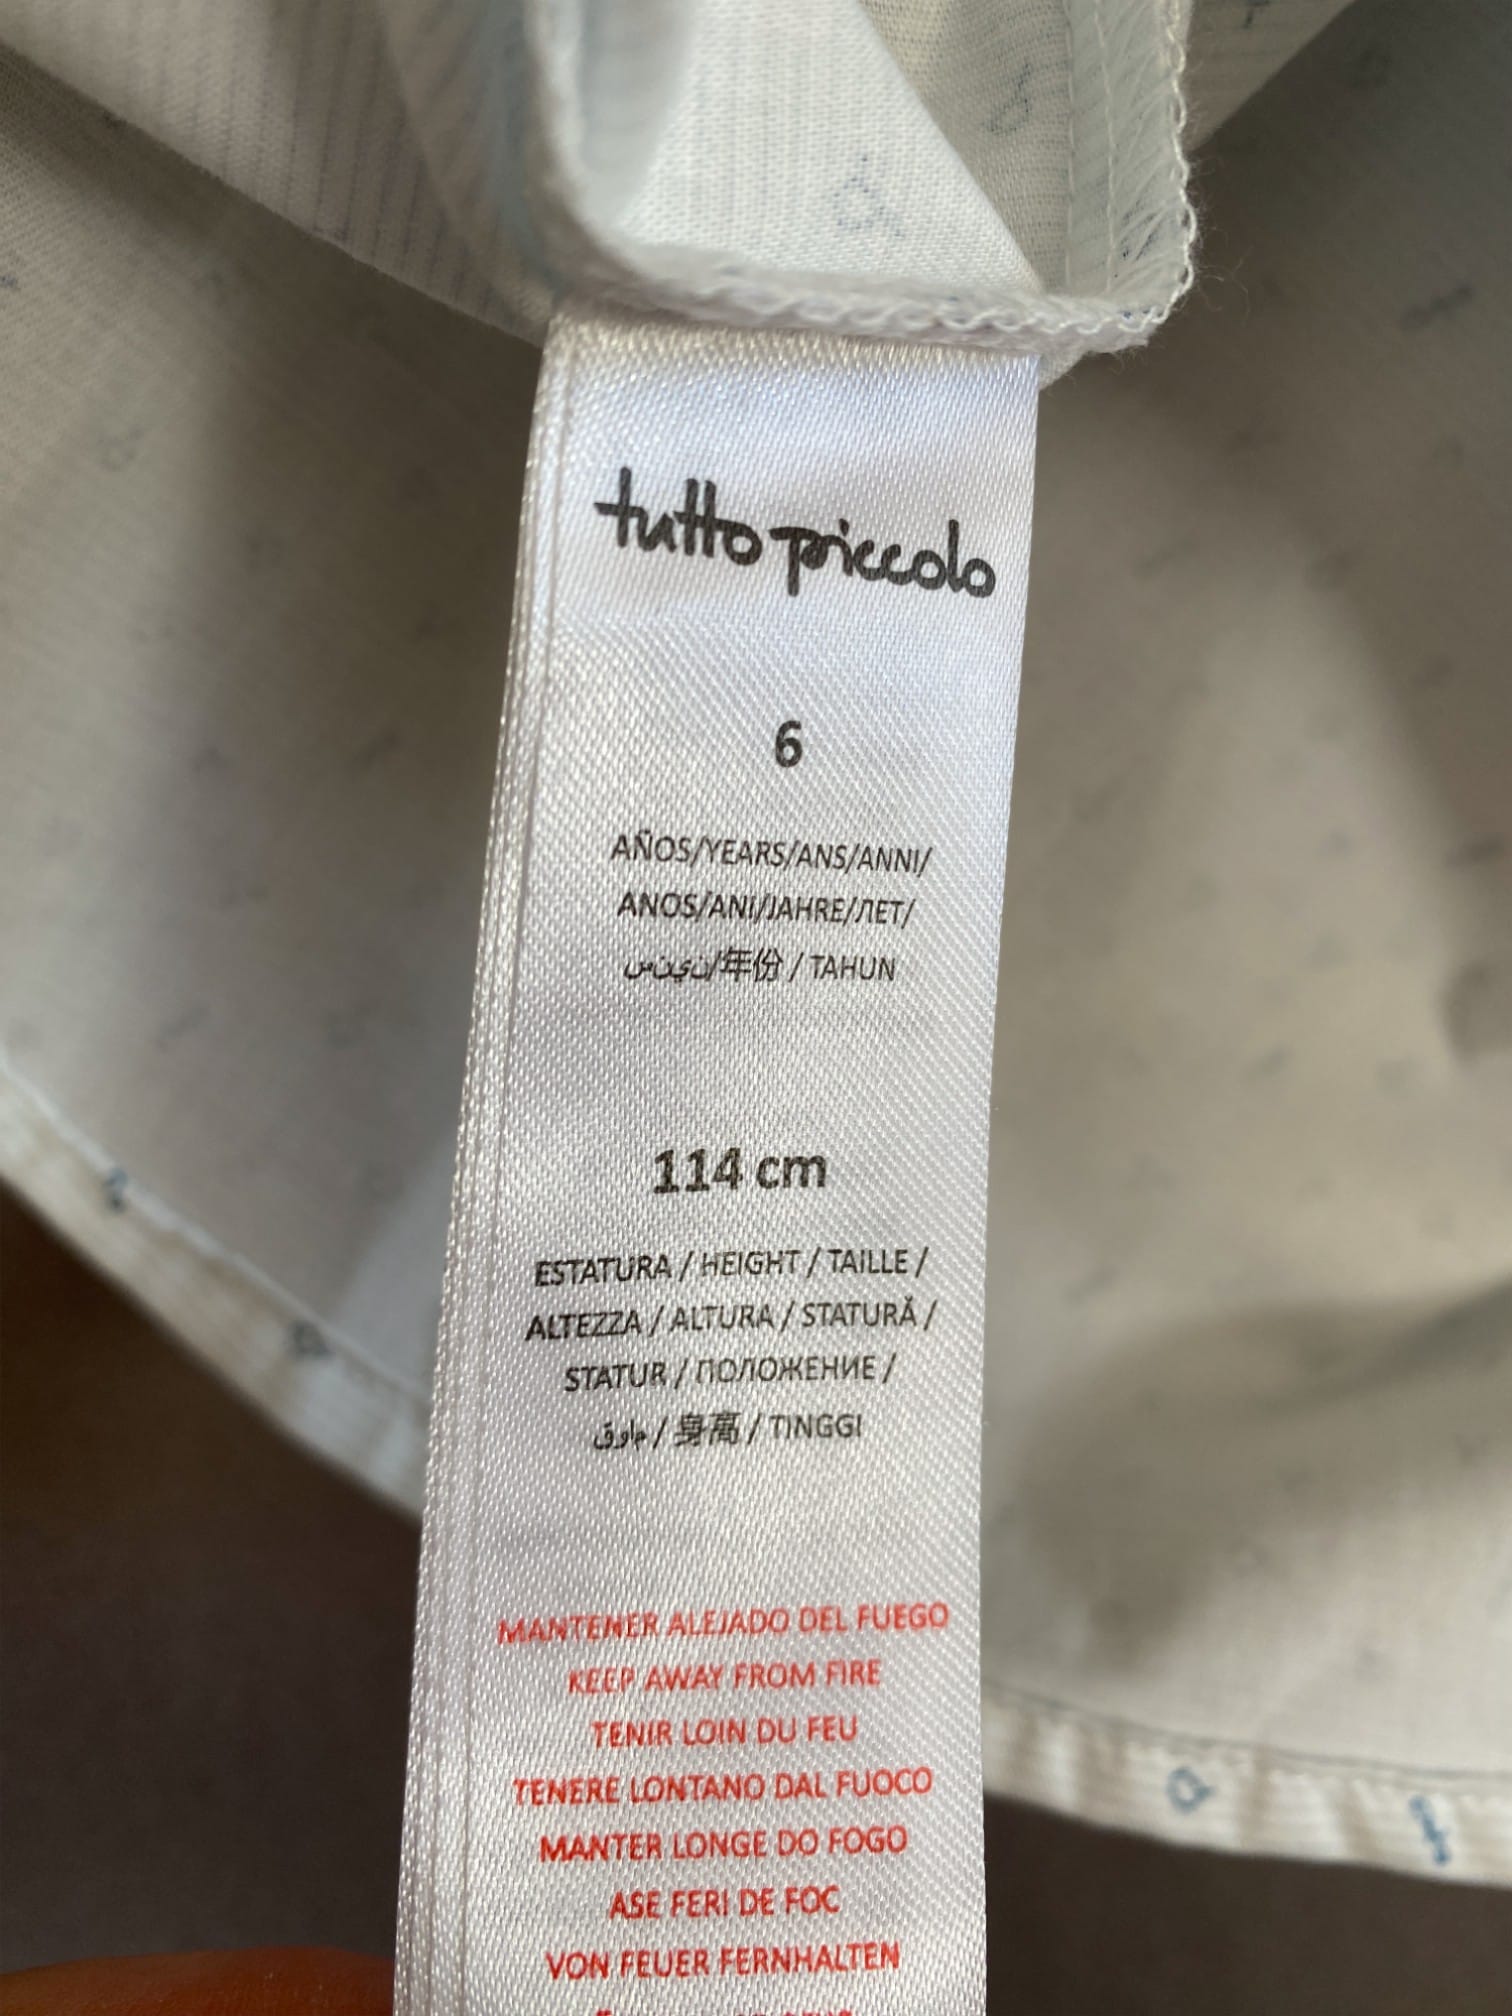 tutto piccolo
6
AÑOS/YEARS/ANS/ANNI/
ANOS/ANI/JAHRE/ЛЕТ/
ن‌ي‌ن‌س/年份 / TAHUN
114 cm
ESTATURA / HEIGHT / TAILLE /
ALTEZZA / ALTURA / STATURĂ /
STATUR / ПОЛОЖЕНИЕ /
/ 身高 / TINGGI
MANTENER ALEJADO DEL FUEGO
KEEP AWAY FROM FIRE
TENIR LOIN DU FEU
TENERE LONTANO DAL FUOCO
MANTER LONGE DO FOGO
ASE FERI DE FOC
VON FEUER FERNHALTEN